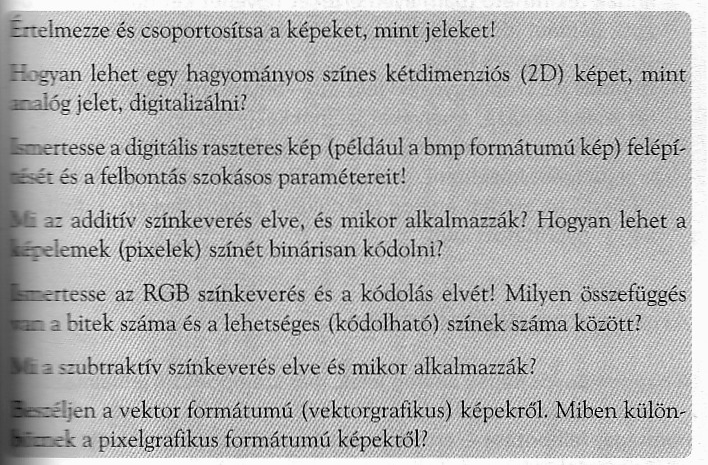 Értelmezze és csoportosítsa a képeket, mint jeleket!
Hogyan lehet egy hagyományos színes kétdimenziós (2D) képet, mint
analóg jelet, digitalizálni?
Ismertesse a digitális raszteres kép (például a bmp formátumú kép) felépí-
tését és a felbontás szokásos paramétereit!
Mi az additív színkeverés elve, és mikor alkalmazzák? Hogyan lehet a
képelemek (pixelek) színét binárisan kódolni?
Ismertesse az RGB színkeverés és a kódolás elvét! Milyen összefüggés
van a bitek száma és a lehetséges (kódolható) színek száma között?
Mi a szubtraktív színkeverés elve és mikor alkalmazzák?
Beszéljen a vektor formátumú (vektorgrafikus) képekről. Miben külön-
böznek a pixelgrafikus formátumú képektől?